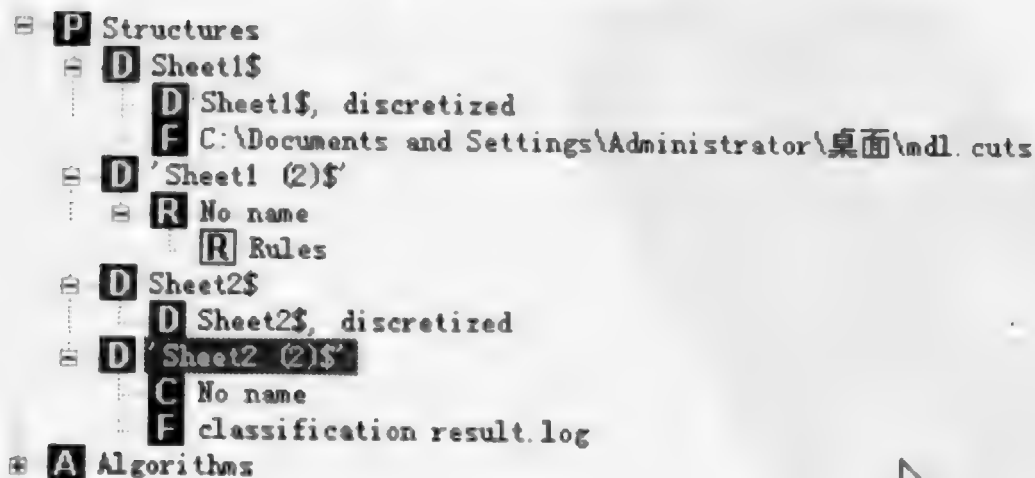 P Structures
D Sheet1$
D Sheet1$, discretized
F C:\Documents and Settings\Administrator\桌面\mdl.cuts
D 'Sheet1 (2)$'
R No name
R Rules
D Sheet2$
D Sheet2$, discretized
D 'Sheet2 (2)$'
C No name
F classification result.log
A Algorithms